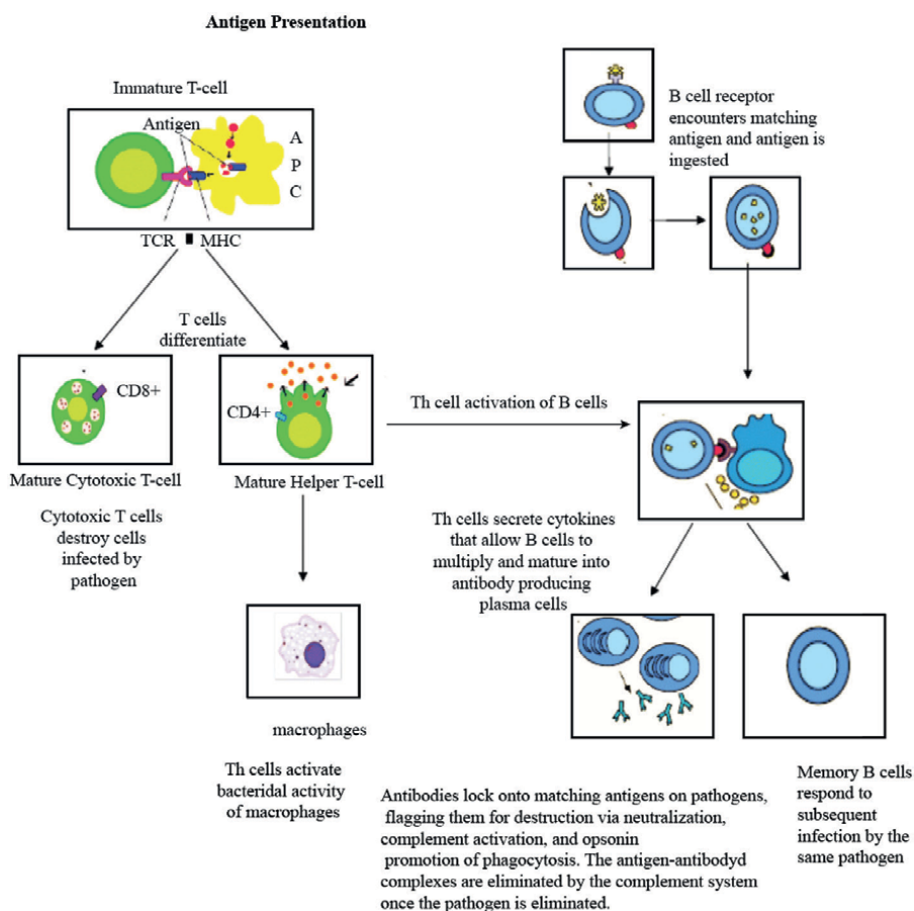 Antigen Presentation
Immature T-cell
Antigen
A
P
C
TCR
MHC
B cell receptor
encounters matching
antigen and antigen is
ingested
T cells
differentiate
CD8+
CD4+
Th cell activation of B cells
Mature Cytotoxic T-cell
Mature Helper T-cell
Cytotoxic T cells
destroy cells
infected by
pathogen
Th cells secrete cytokines
that allow B cells to
multiply and mature into
antibody producing
plasma cells
macrophages
Th cells activate
bacteridal activity
of macrophages
Antibodies lock onto matching antigens on pathogens,
flagging them for destruction via neutralization,
complement activation, and opsonin
promotion of phagocytosis. The antigen-antibodyd
complexes are eliminated by the complement system
once the pathogen is eliminated.
Memory B cells
respond to
subsequent
infection by the
same pathogen